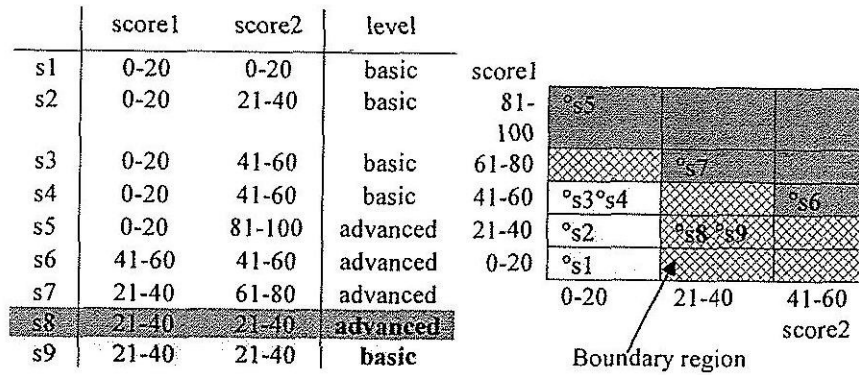 score1 score2 level
s1 0-20 0-20 basic
s2 0-20 21-40 basic
s3 0-20 41-60 basic
s4 0-20 41-60 basic
s5 0-20 81-100 advanced
s6 41-60 41-60 advanced
s7 21-40 61-80 advanced
s8 21-40 21-40 advanced
s9 21-40 21-40 basic
score1
81-
100
°s5
61-80 °s7
41-60 °s3°s4 °s6
21-40 °s2 °s8 °s9
0-20 °s1
0-20 21-40 41-60
score2
Boundary region